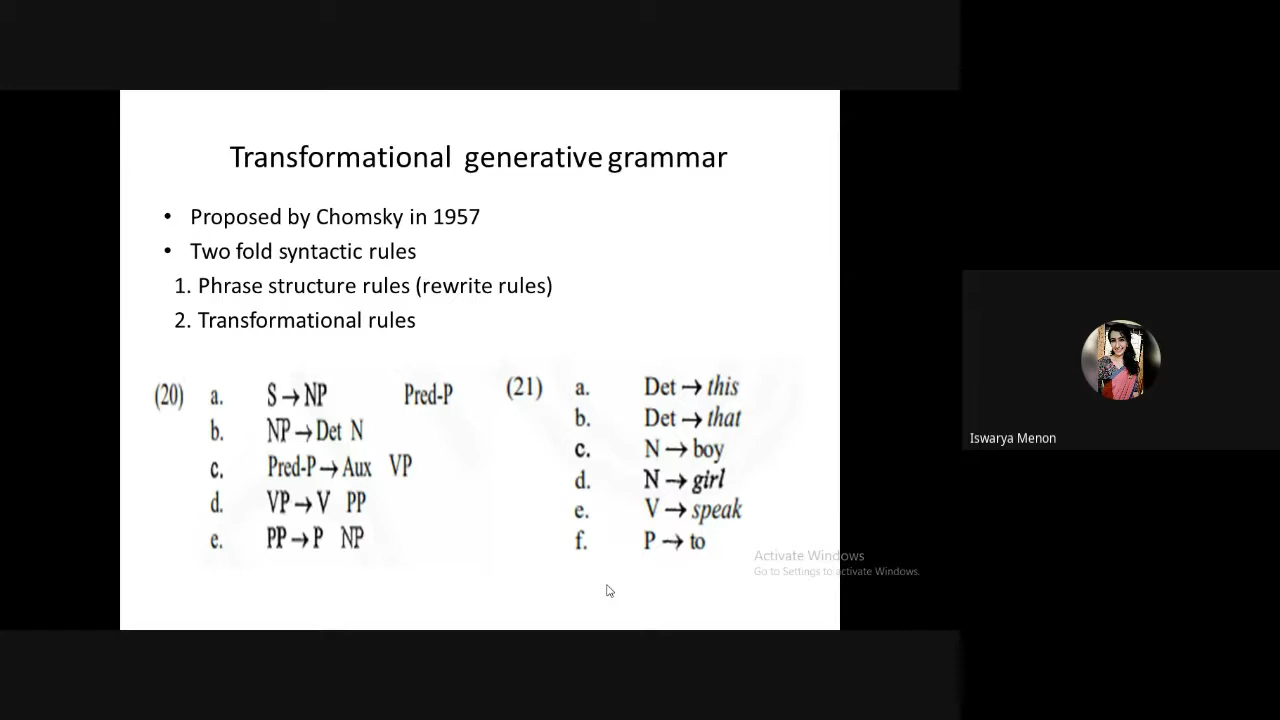 Transformational generative grammar
• Proposed by Chomsky in 1957
• Two fold syntactic rules
1. Phrase structure rules (rewrite rules)
2. Transformational rules
(20) a. S → NP Pred-P
b. NP → Det N
c. Pred-P → Aux VP
d. VP → V PP
e. PP → P NP
(21) a. Det → this
b. Det → that
c. N → boy
d. N → girl
e. V → speak
f. P → to
Activate Windows
Go to Settings to activate Windows.
Iswarya Menon